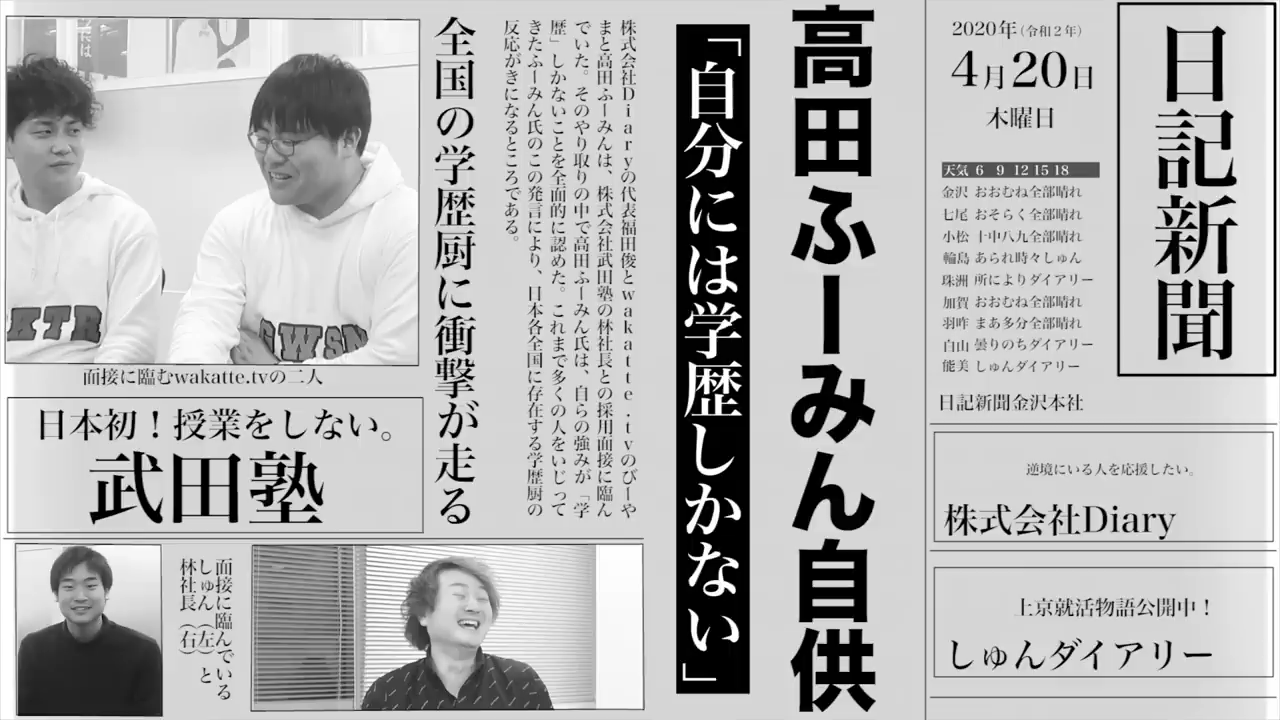 日記新聞
2020年(令和2年)
4月20日
木曜日
天気 6 9 12 15 18
金沢 おおむね全部晴れ
七尾 おそらく全部晴れ
小松 十中八九全部晴れ
輪島 あられ時々しゅん
珠洲 所によりダイアリー
加賀 おおむね全部晴れ
羽咋 まあ多分全部晴れ
白山 曇りのちダイアリー
能美 しゅんダイアリー
日記新聞金沢本社
逆境にいる人を応援したい。
株式会社Diary
上京就活物語公開中！
しゅんダイアリー
高田ふーみん自供
「自分には学歴しかない」
株式会社Diaryの代表福田俊とwakatte.tvのびーや
まと高田ふーみんは、株式会社武田塾の林社長との採用面接に臨ん
でいた。そのやり取りの中で高田ふーみん氏は、自らの強みが「学
歴」しかないことを全面的に認めた。これまで多くの人をいじって
きたふーみん氏のこの発言により、日本各全国に存在する学歴厨の
反応がきになるところである。
全国の学歴厨に衝撃が走る
KTR
GWSN
面接に臨むwakatte.tvの二人
日本初！授業をしない。
武田塾
面接に臨んでいる
しゅん（左）と
林社長（右）